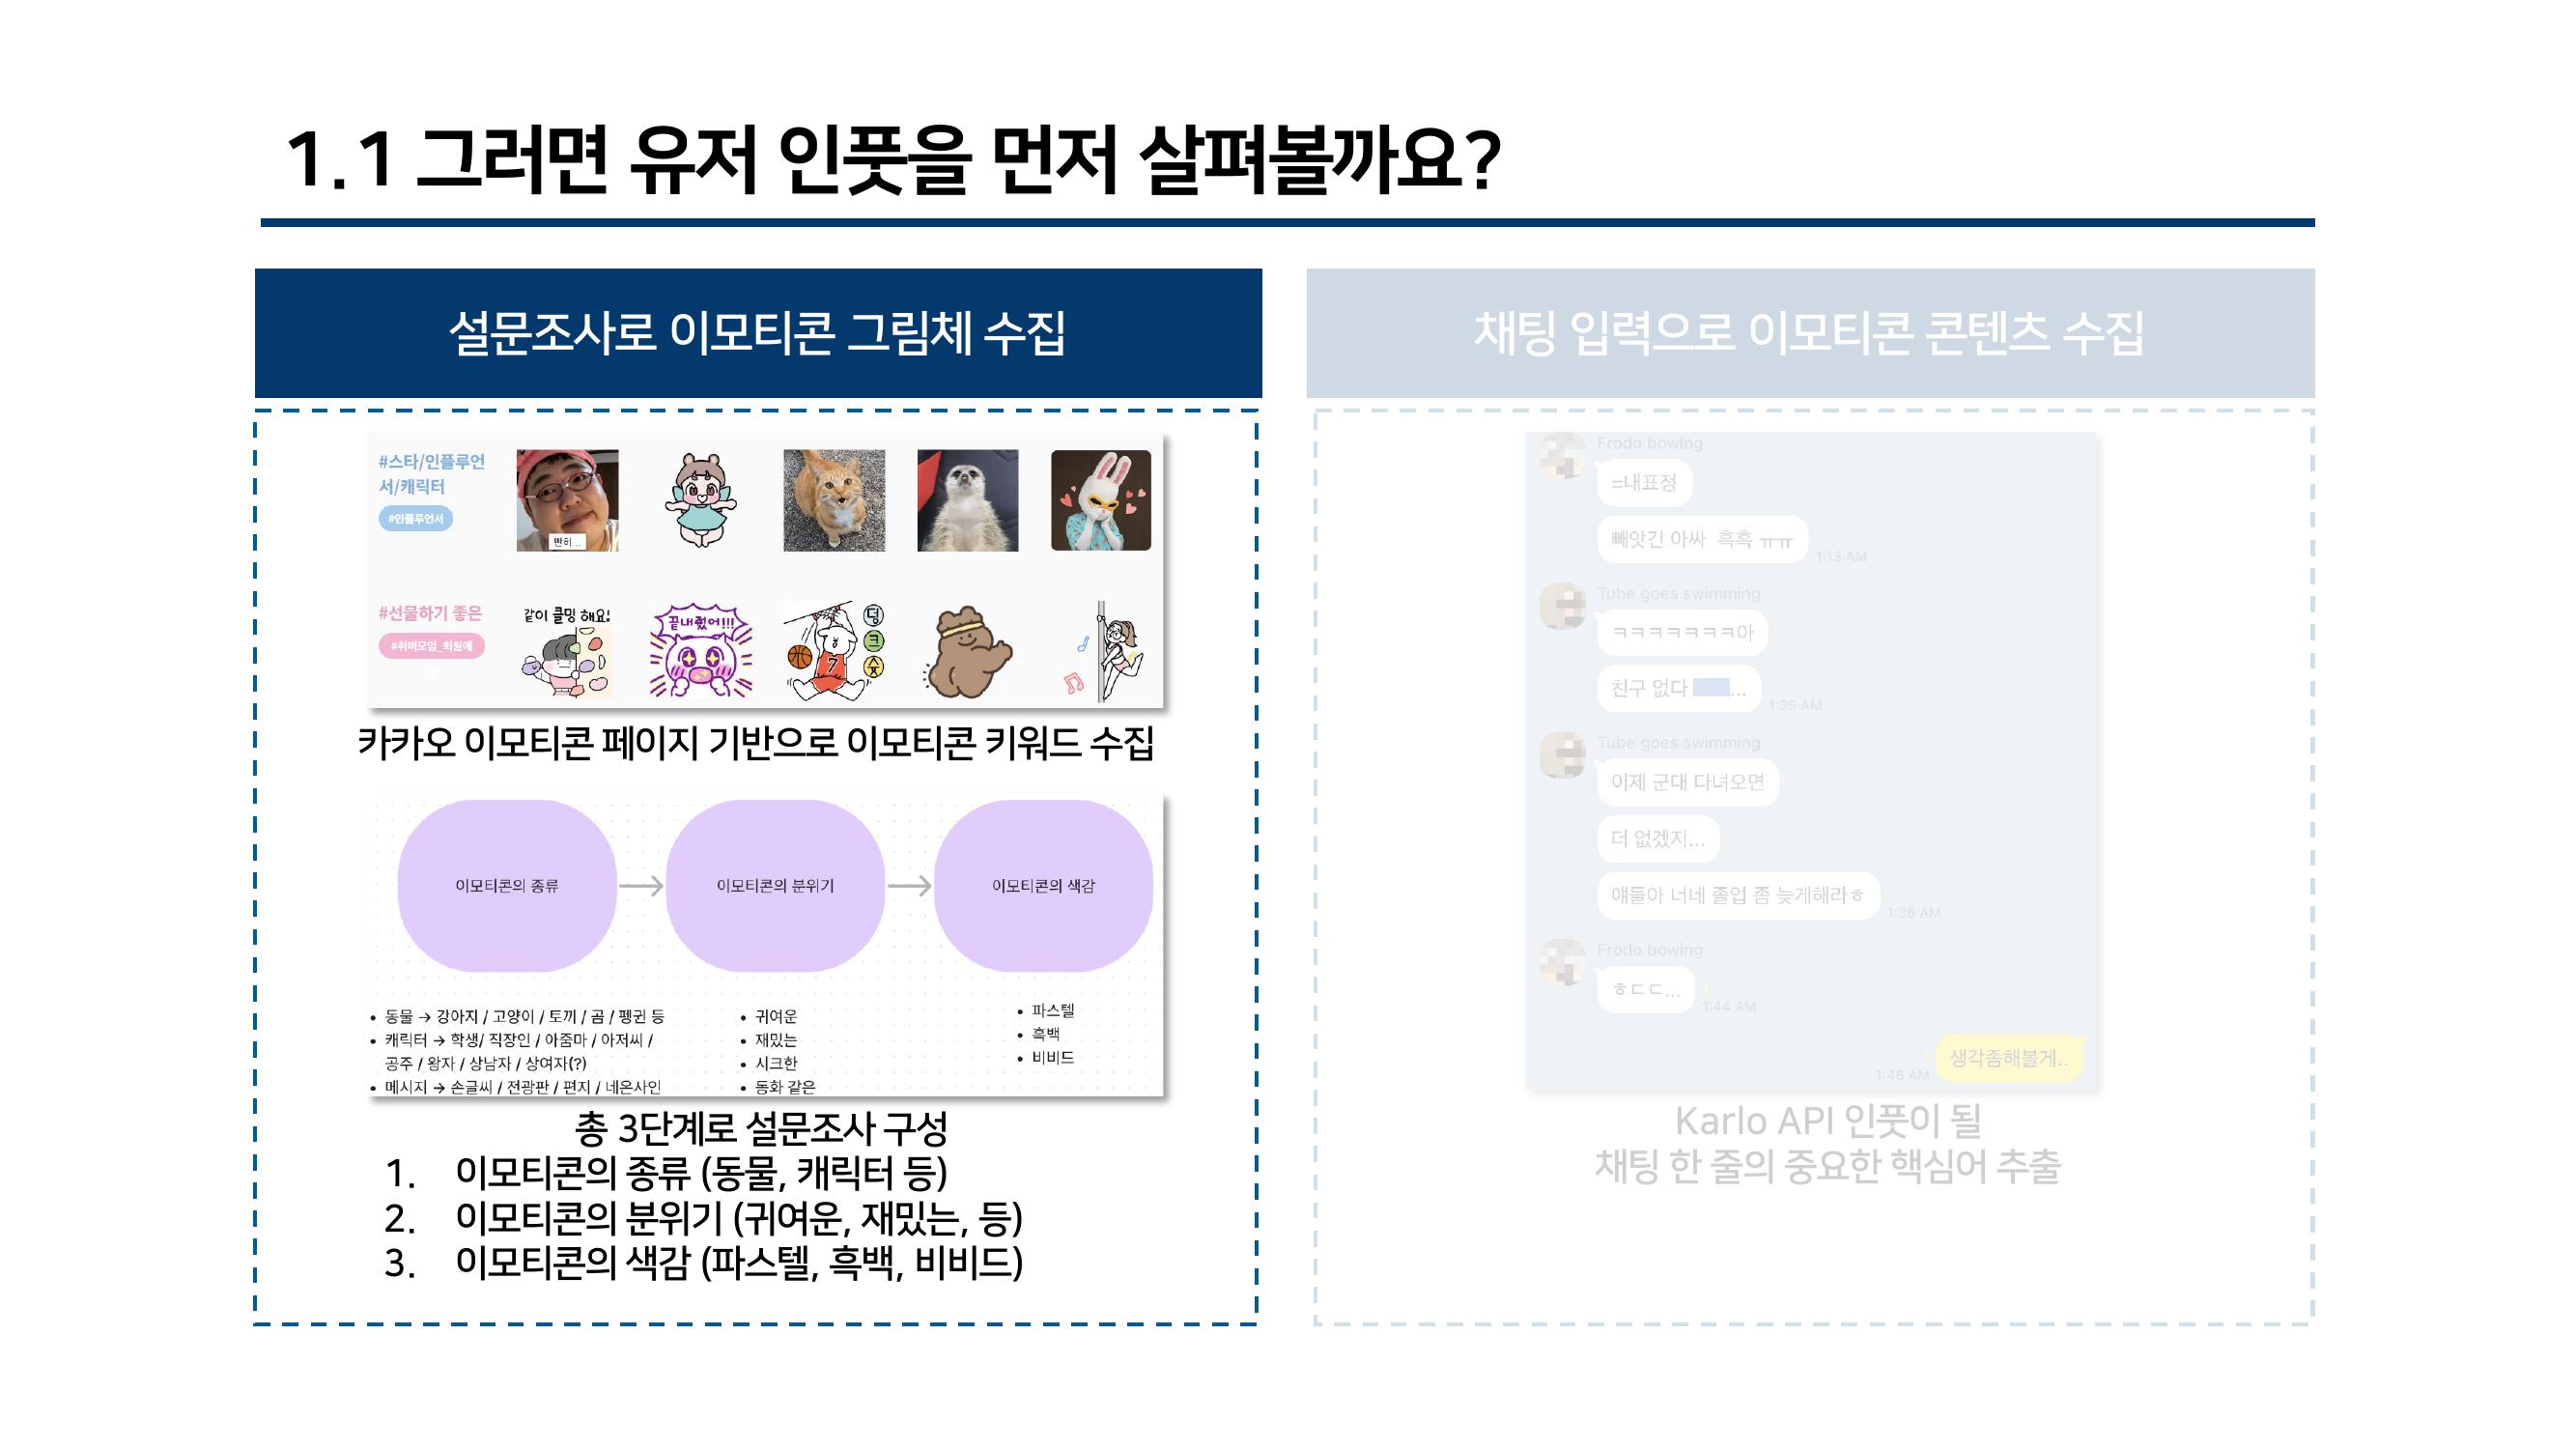 1.1 그러면 유저 인풋을 먼저 살펴볼까요?
설문조사로 이모티콘 그림체 수집
#스타/인플루언
서/캐릭터
#인플루언서
빤히...
#선물하기 좋은
#취미모임_회원에
같이 클밍 해요!
끝내줬어!!!
덩
크
슛
7
카카오 이모티콘 페이지 기반으로 이모티콘 키워드 수집
이모티콘의 종류
이모티콘의 분위기
이모티콘의 색감
• 동물 → 강아지 / 고양이 / 토끼 / 곰 / 펭귄 등
• 캐릭터 → 학생/ 직장인 / 아줌마 / 아저씨 /
공주 / 왕자 / 상남자 / 상여자(?)
• 메시지 → 손글씨 / 전광판 / 편지 / 네온사인
• 귀여운
• 재밌는
• 시크한
• 동화 같은
• 파스텔
• 흑백
• 비비드
총 3단계로 설문조사 구성
1. 이모티콘의 종류 (동물, 캐릭터 등)
2. 이모티콘의 분위기 (귀여운, 재밌는, 등)
3. 이모티콘의 색감 (파스텔, 흑백, 비비드)
채팅 입력으로 이모티콘 콘텐츠 수집
Frodo bowing
=내표정
빼앗긴 아싸 흑흑 ㅠㅠ
1:13 AM
Tube goes swimming
ㅋㅋㅋㅋㅋㅋㅋ아
친구 없다 ...
1:35 AM
Tube goes swimming
이제 군대 다녀오면
더 없겠지...
얘들아 너네 졸업 좀 늦게해라ㅎ
1:36 AM
Frodo bowing
ㅎㄷㄷ...
1:44 AM
생각좀해볼게..
1:46 AM
Karlo API 인풋이 될
채팅 한 줄의 중요한 핵심어 추출